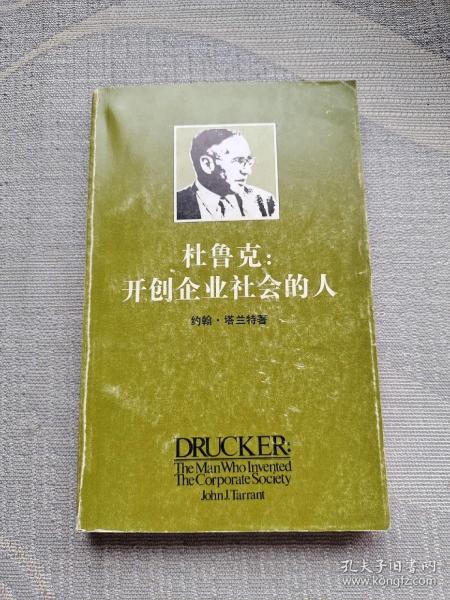 杜鲁克：
开创企业社会的人
约翰·塔兰特著
DRUCKER:
The Man Who Invented
The Corporate Society
John J. Tarrant
孔夫子旧书网
www.kongfz.com